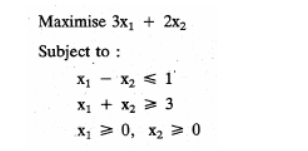 Maximise 3x₁ + 2x₂
Subject to :
x₁ − x₂ ⩽ 1
x₁ + x₂ ⩾ 3
x₁ ⩾ 0, x₂ ⩾ 0